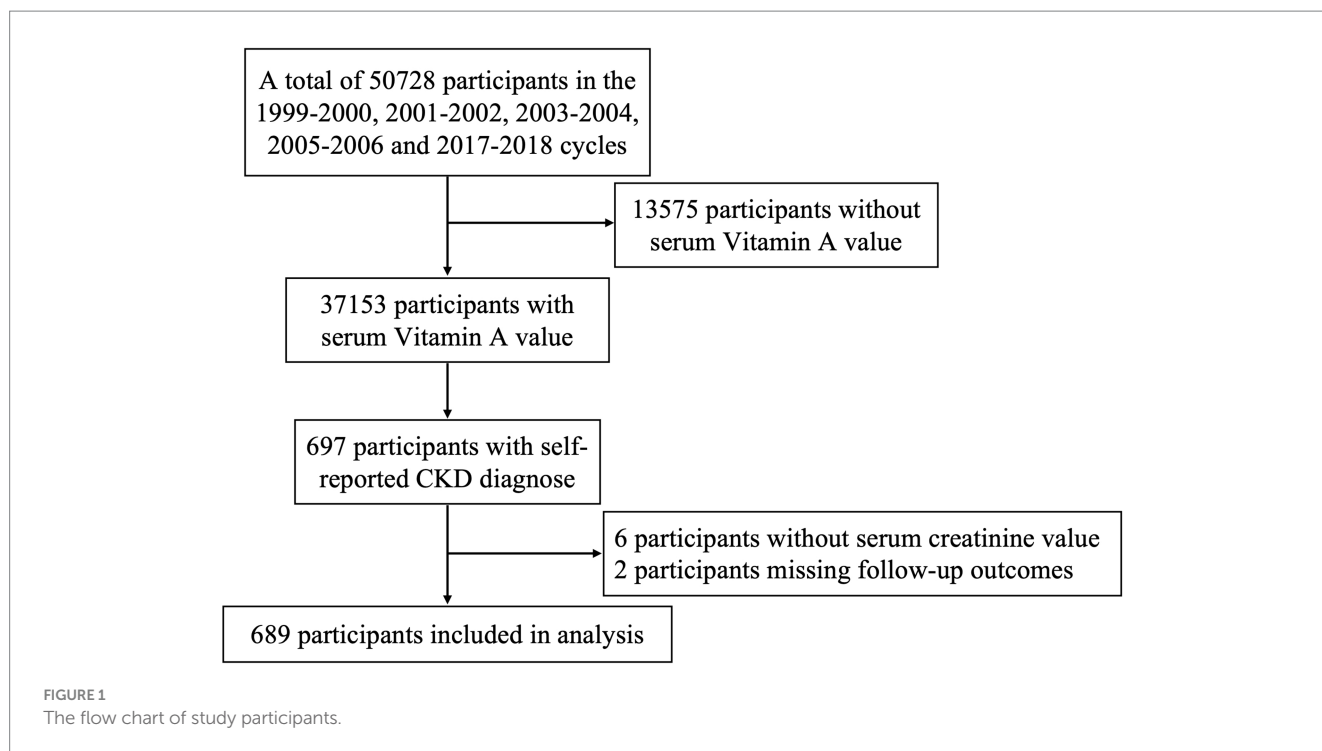 A total of 50728 participants in the
1999-2000, 2001-2002, 2003-2004,
2005-2006 and 2017-2018 cycles
13575 participants without
serum Vitamin A value
37153 participants with
serum Vitamin A value
697 participants with self-
reported CKD diagnose
6 participants without serum creatinine value
2 participants missing follow-up outcomes
689 participants included in analysis
FIGURE 1
The flow chart of study participants.